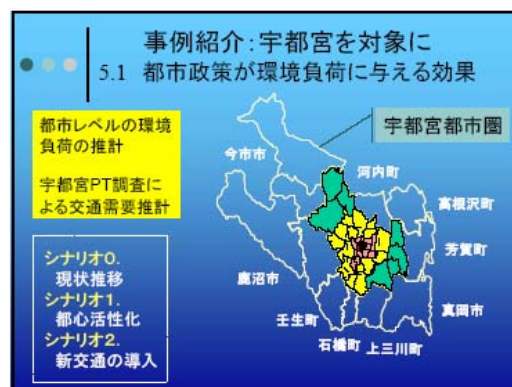 事例紹介:宇都宮を対象に
5.1 都市政策が環境負荷に与える効果
都市レベルの環境
負荷の推計
宇都宮PT調査に
よる交通需要推計
シナリオ0.
現状推移
シナリオ1.
都心活性化
シナリオ2.
新交通の導入
宇都宮都市圏
今市市
河内町
高根沢町
芳賀町
鹿沼市
真岡市
壬生町
石橋町
上三川町